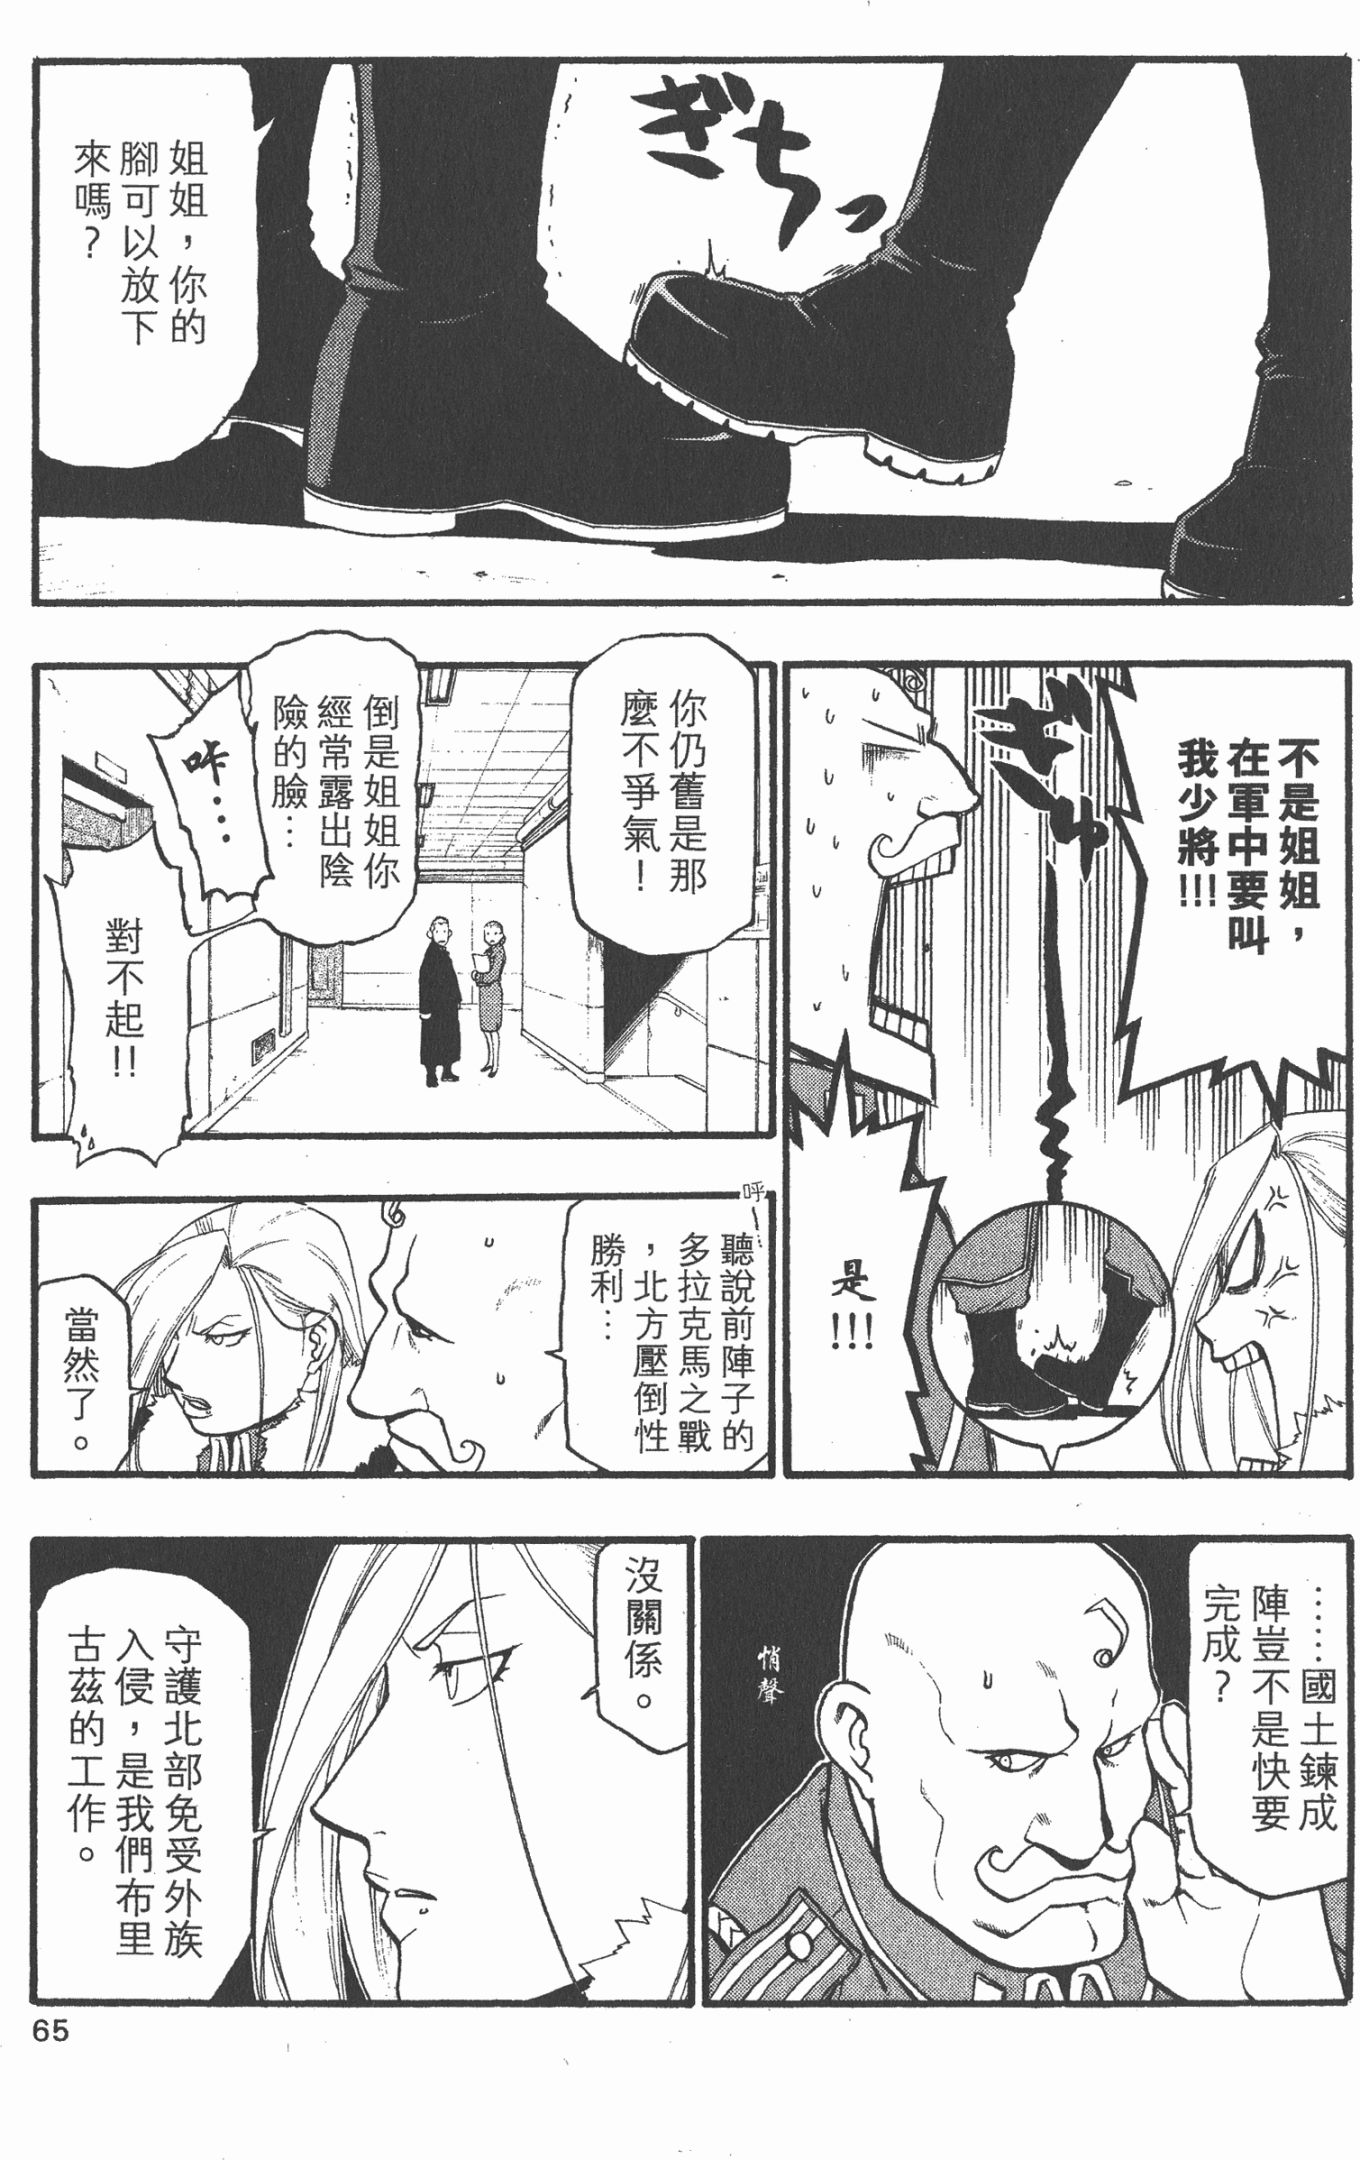 ぎちっ
姐姐，你的
腳可以放下
來嗎？
不是姐姐，
在軍中要叫
我少將!!!
ぎゅ
是!!!
你仍舊是那
麼不爭氣！
倒是姐姐你
經常露出陰
險的臉…
咔…
對不起!!
呼—…
聽說前陣子的
多拉克馬之戰
，北方壓倒性
勝利…
當然了。
……國土鍊成
陣豈不是快要
完成？
悄聲
沒關係。
守護北部免受外族
入侵，是我們布里
古茲的工作。
65